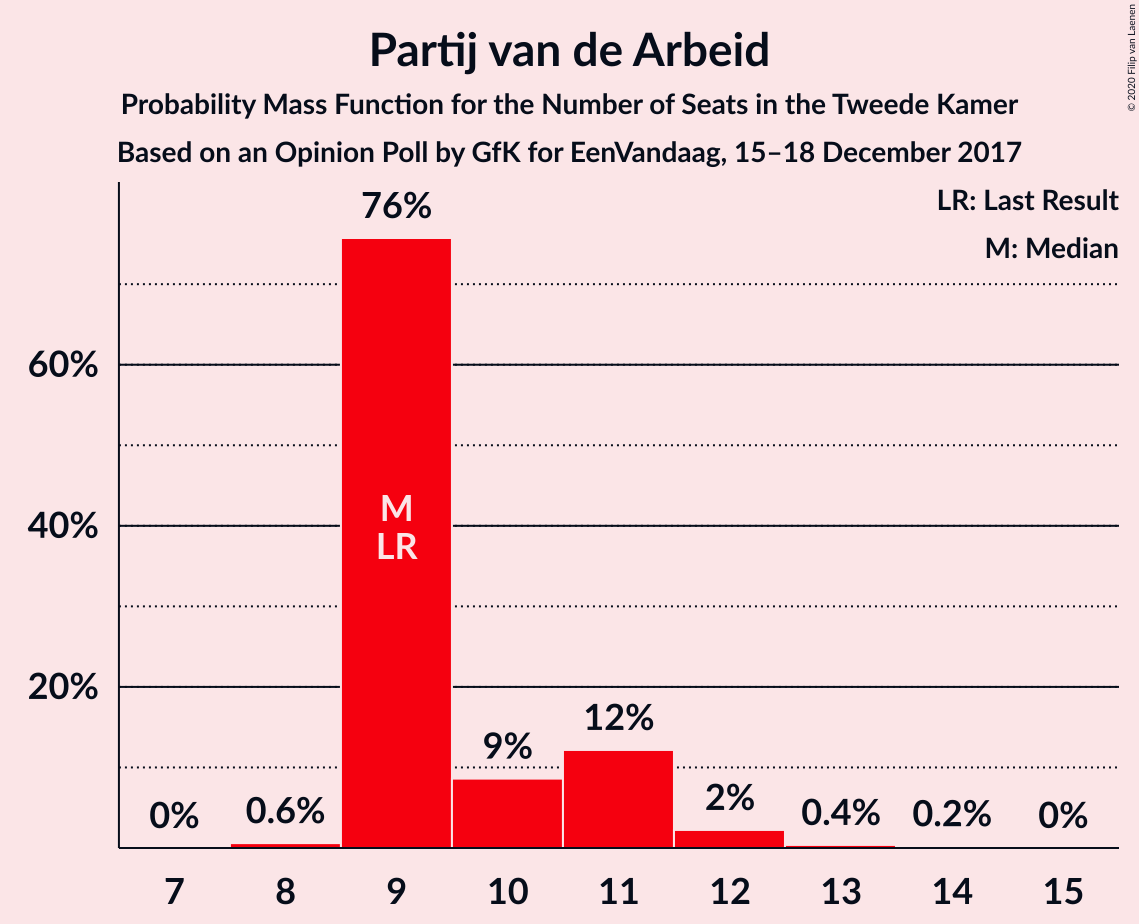 Partij van de Arbeid
Probability Mass Function for the Number of Seats in the Tweede Kamer
Based on an Opinion Poll by GfK for EenVandaag, 15–18 December 2017
© 2020 Filip van Laenen
LR: Last Result
M: Median
76%
60%
M
40%
LR
20%
12%
9%
2%
0%
0.6%
0.4%
0.2%
0%
7 8 9 10 11 12 13 14 15